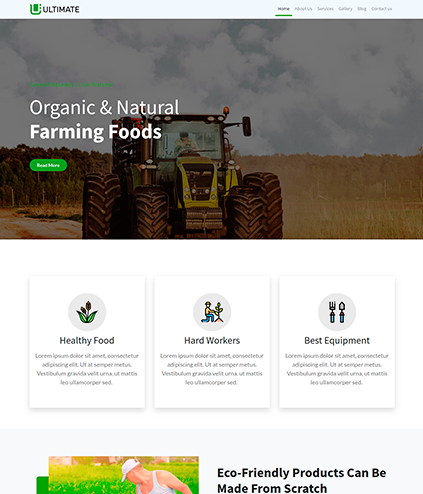 ULTIMATE
Home About Us Services Gallery Blog Contact us
Organic & Natural
Farming Foods
Read More
Healthy Food
Lorem ipsum dolor sit amet, consectetur
adipiscing elit. Ut at semper metus.
Vestibulum gravida velit urna, ut mattis
leo ullamcorper sed.
Hard Workers
Lorem ipsum dolor sit amet, consectetur
adipiscing elit. Ut at semper metus.
Vestibulum gravida velit urna, ut mattis
leo ullamcorper sed.
Best Equipment
Lorem ipsum dolor sit amet, consectetur
adipiscing elit. Ut at semper metus.
Vestibulum gravida velit urna, ut mattis
leo ullamcorper sed.
Eco-Friendly Products Can Be
Made From Scratch